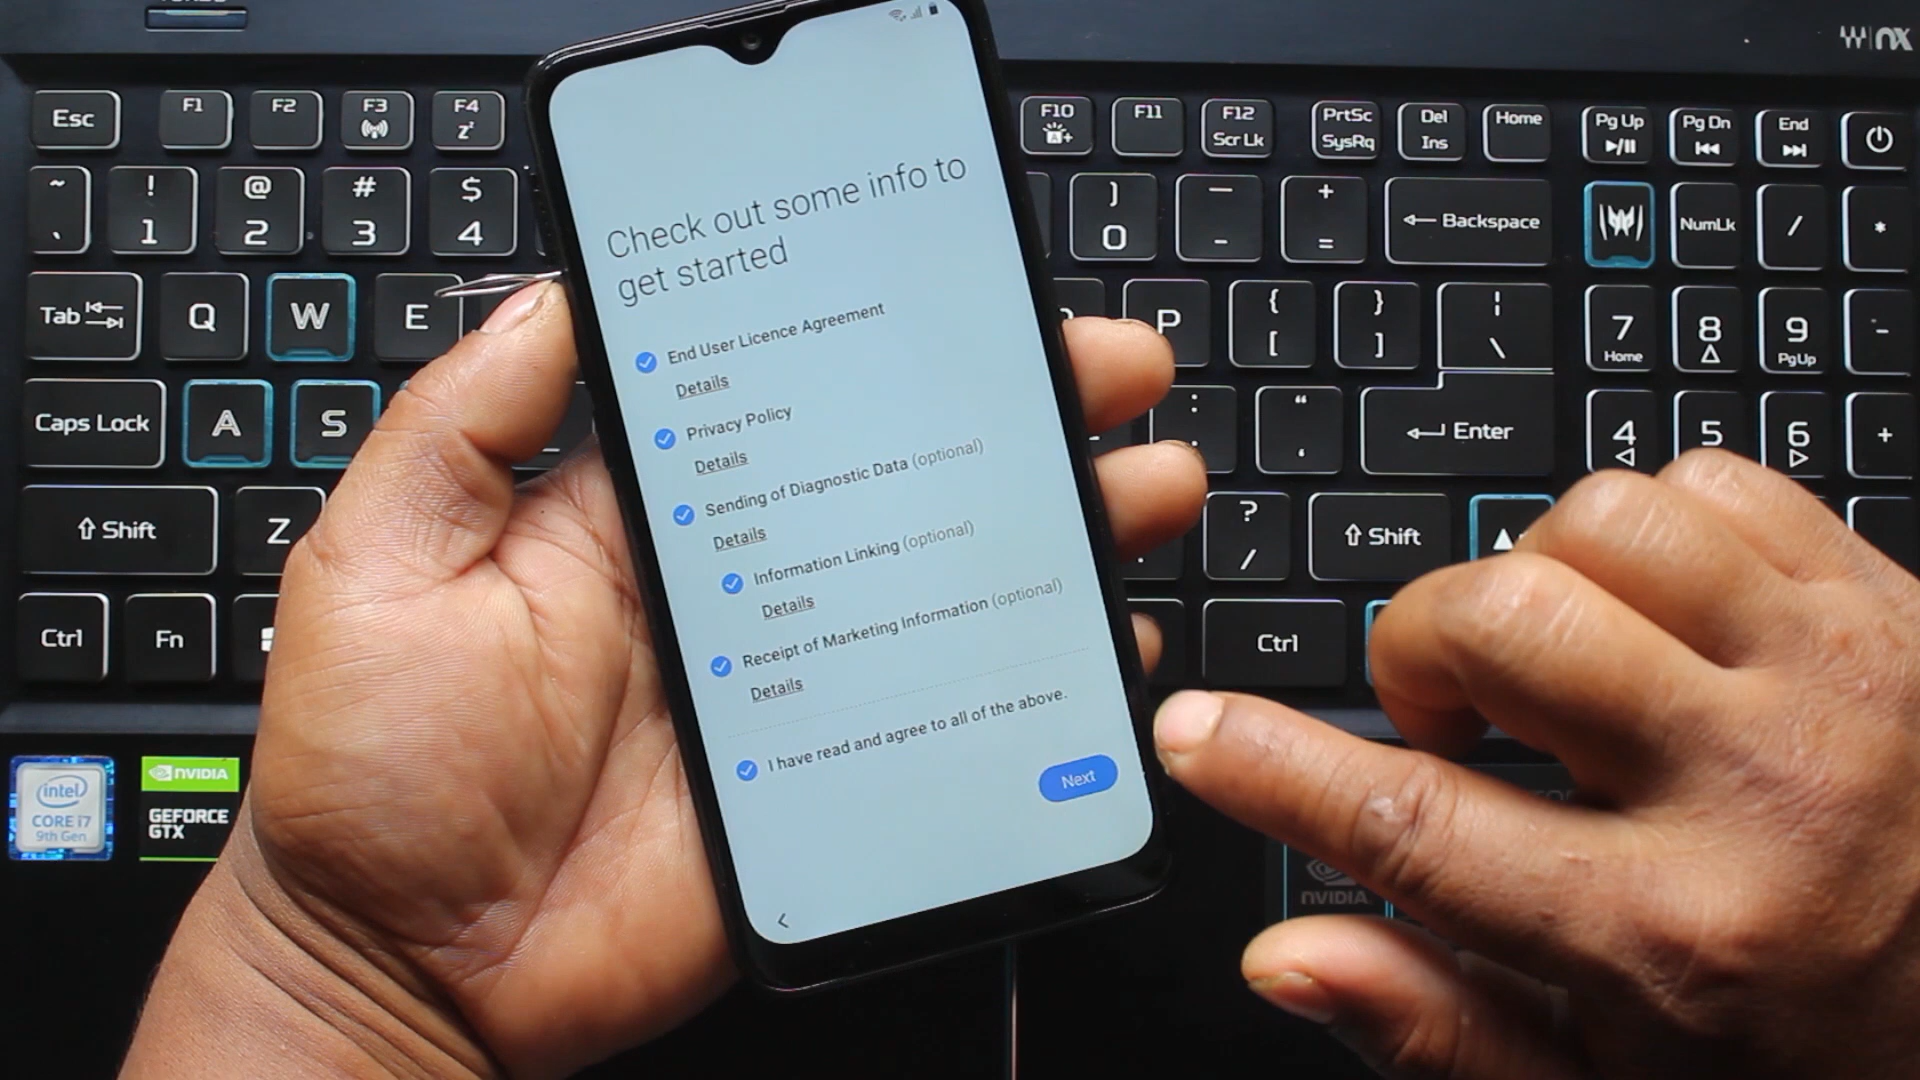 Check out some info to
get started
End User Licence Agreement
Details
Privacy Policy
Details
Sending of Diagnostic Data (optional)
Details
Information Linking (optional)
Details
Receipt of Marketing Information (optional)
Details
I have read and agree to all of the above.
Next
Esc
F1
F2
F3
F4
z
F10
A+
F11
F12
Scr Lk
PrtSc
SysRq
Del
Ins
Home
Pg Up
Pg Dn
End
~
`
!
1
@
2
#
3
$
4
)
0
—
-
+
=
Backspace
NumLk
/
*
Tab
Q
W
E
P
{
[
}
]
¦
\
7
Home
8
9
PgUp
-
Caps Lock
A
S
:
;
“
‘
Enter
4
5
6
+
Shift
Z
?
/
Shift
Ctrl
Fn
Ctrl
intel
CORE i7
9th Gen
NVIDIA
GEFORCE
GTX
NVIDIA
nx